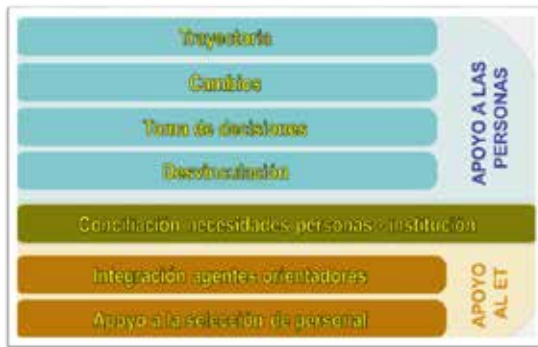 Trayectoria
Cambios
Toma de decisiones
Desvinculación
APOYO A LAS
PERSONAS
Conciliación necesidades personas - institución
Integración agentes orientadores
Apoyo a la selección de personal
APOYO
AL ET